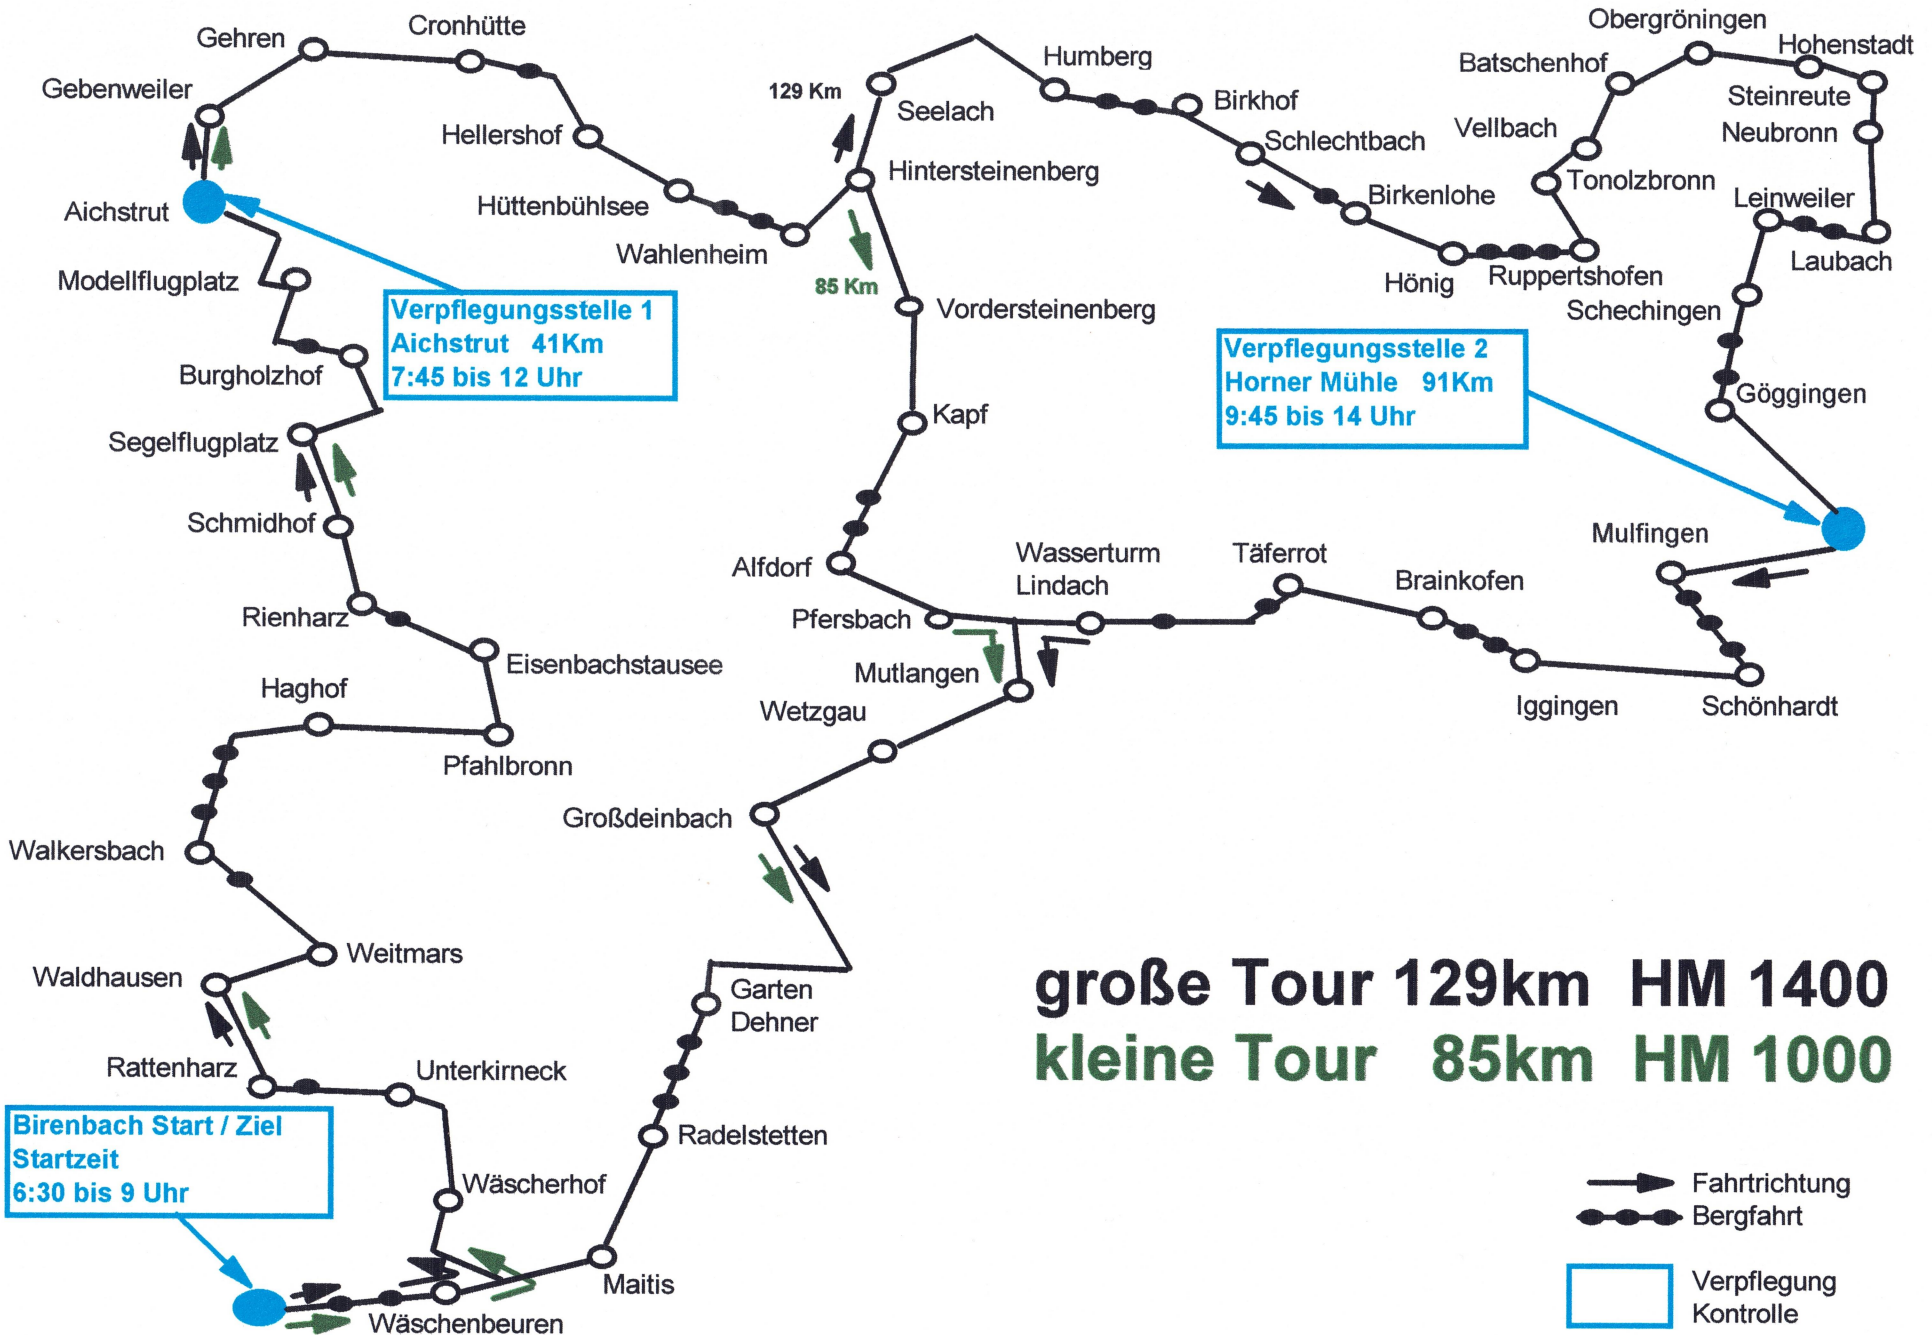 Obergröningen
Cronhütte
Gehren
Hohenstadt
Humberg
Batschenhof
Gebenweiler
129 Km
Steinreute
Birkhof
Seelach
Vellbach
Neubronn
Hellershof
Schlechtbach
Hintersteinenberg
Tonolzbronn
Birkenlohe
Leinweiler
Aichstrut
Hüttenbühlsee
Wahlenheim
Laubach
Ruppertshofen
Hönig
Modellflugplatz
85 Km
Vordersteinenberg
Schechingen
Verpflegungsstelle 1
Aichstrut 41Km
7:45 bis 12 Uhr
Verpflegungsstelle 2
Horner Mühle 91Km
9:45 bis 14 Uhr
Burgholzhof
Göggingen
Kapf
Segelflugplatz
Schmidhof
Mulfingen
Wasserturm
Lindach
Täferrot
Alfdorf
Brainkofen
Rienharz
Pfersbach
Eisenbachstausee
Mutlangen
Haghof
Wetzgau
Iggingen
Schönhardt
Pfahlbronn
Großdeinbach
Walkersbach
Weitmars
Waldhausen
Garten
Dehner
große Tour 129km HM 1400
kleine Tour 85km HM 1000
Rattenharz
Unterkirneck
Birenbach Start / Ziel
Startzeit
6:30 bis 9 Uhr
Radelstetten
Wäscherhof
Fahrtrichtung
Bergfahrt
Maitis
Wäschenbeuren
Verpflegung
Kontrolle